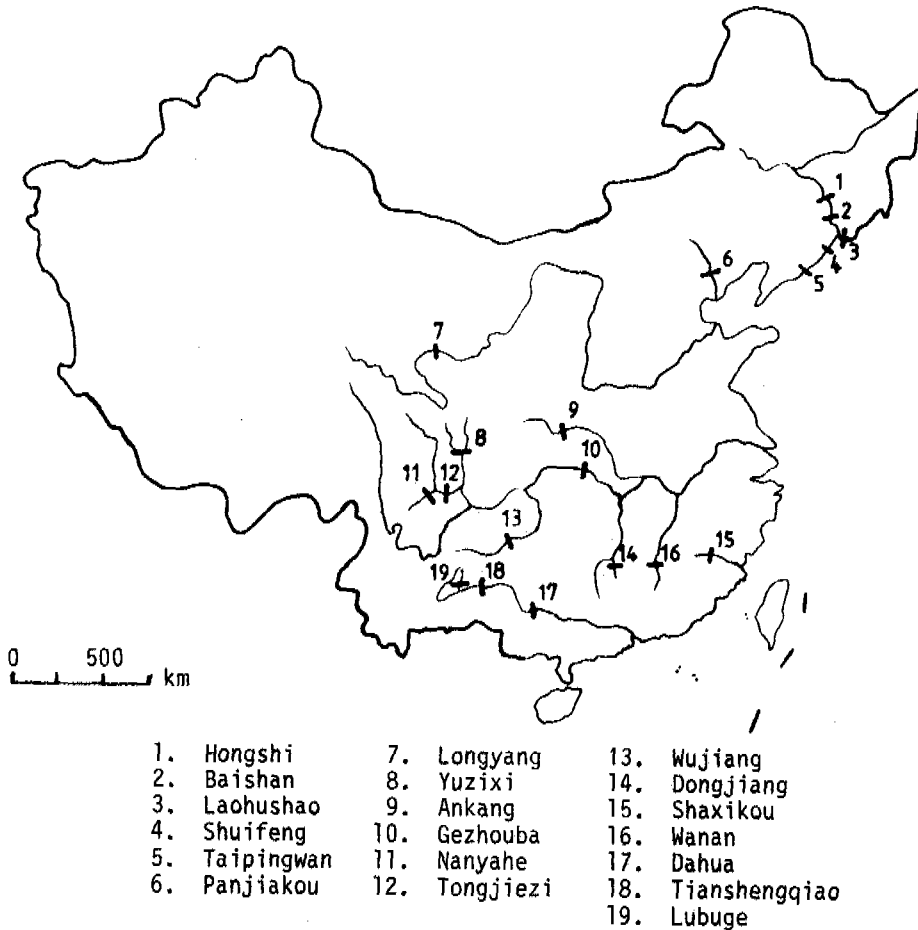 1
2
3
4
5
6
7
8
9
10
11
12
13
14
15
16
17
18
19
0 500
km
1. Hongshi
2. Baishan
3. Laohushao
4. Shuifeng
5. Taipingwan
6. Panjiakou
7. Longyang
8. Yuzixi
9. Ankang
10. Gezhouba
11. Nanyahe
12. Tongjiezi
13. Wujiang
14. Dongjiang
15. Shaxikou
16. Wanan
17. Dahua
18. Tianshengqiao
19. Lubuge